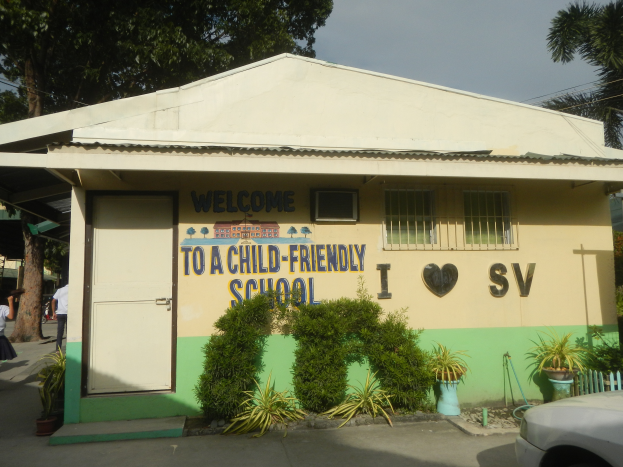 WELCOME
TO A CHILD-FRIENDLY
SCHOOL
I ♥ SV